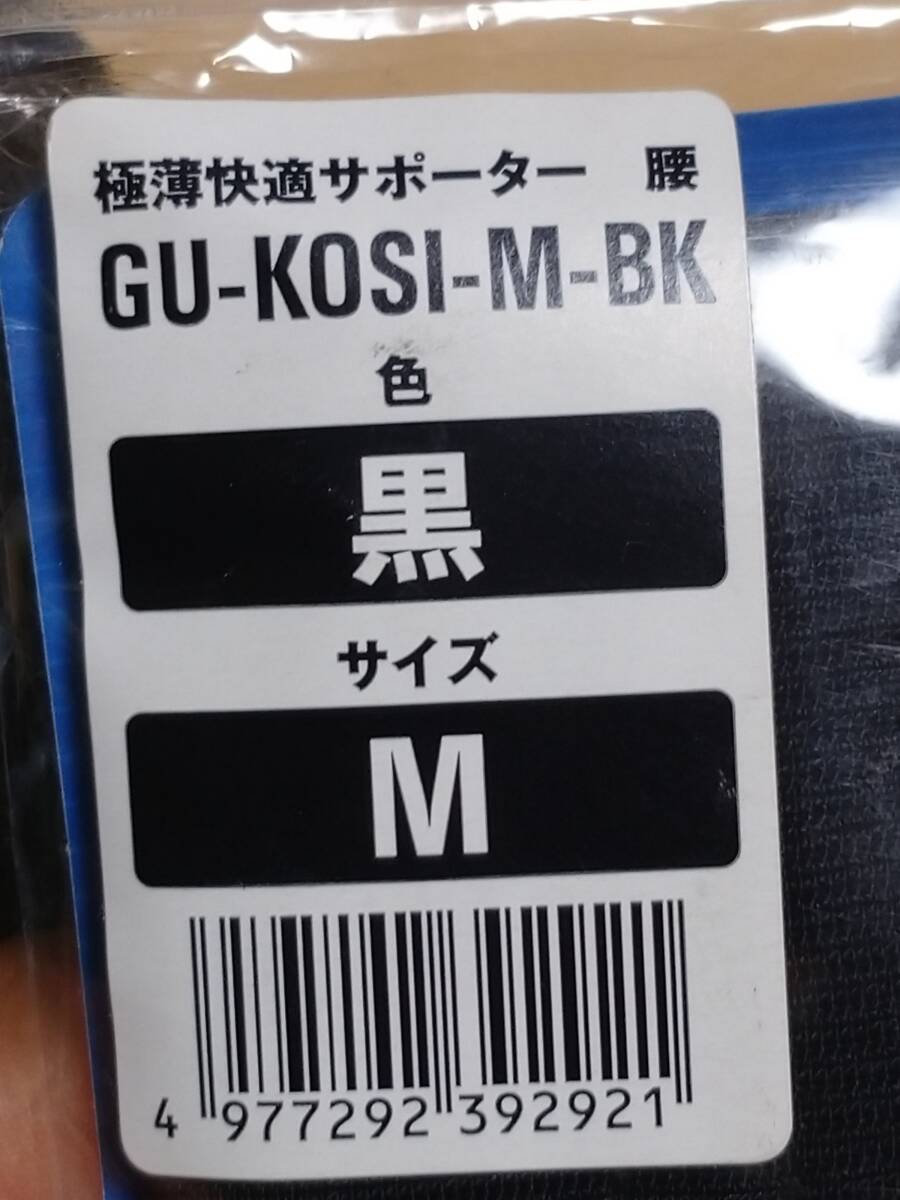 極薄快適サポーター 腰
GU-KOSI-M-BK
色
黒
サイズ
M
4 977292 392921